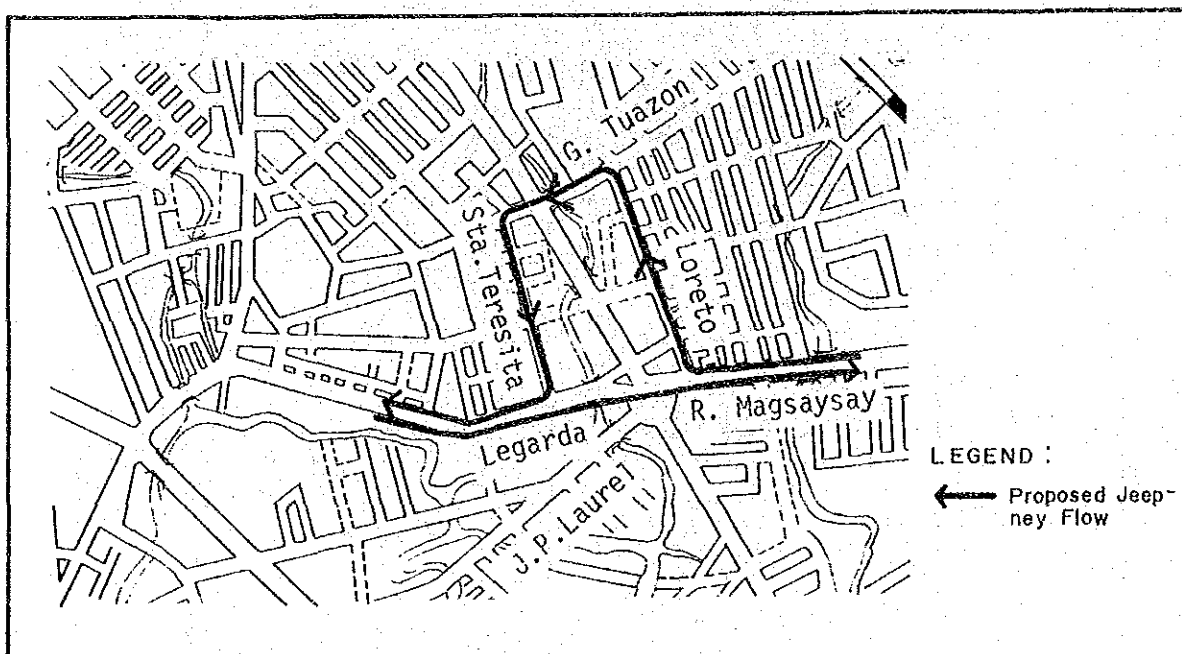 G. Tuazon
Sta. Teresita
Loreto
R. Magsaysay
Legarda
J.P. Laurel
LEGEND :
Proposed Jeep-
ney Flow